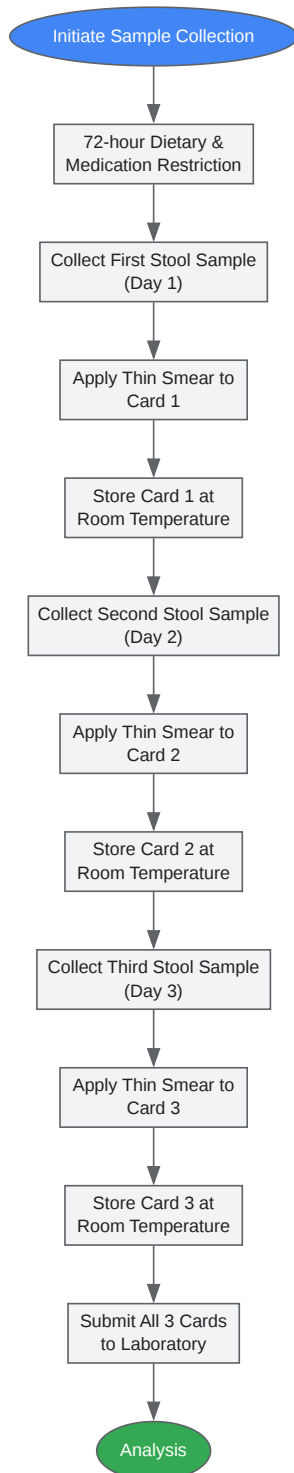 Initiate Sample Collection
72-hour Dietary &
Medication Restriction
Collect First Stool Sample
(Day 1)
Apply Thin Smear to
Card 1
Store Card 1 at
Room Temperature
Collect Second Stool Sample
(Day 2)
Apply Thin Smear to
Card 2
Store Card 2 at
Room Temperature
Collect Third Stool Sample
(Day 3)
Apply Thin Smear to
Card 3
Store Card 3 at
Room Temperature
Submit All 3 Cards
to Laboratory
Analysis